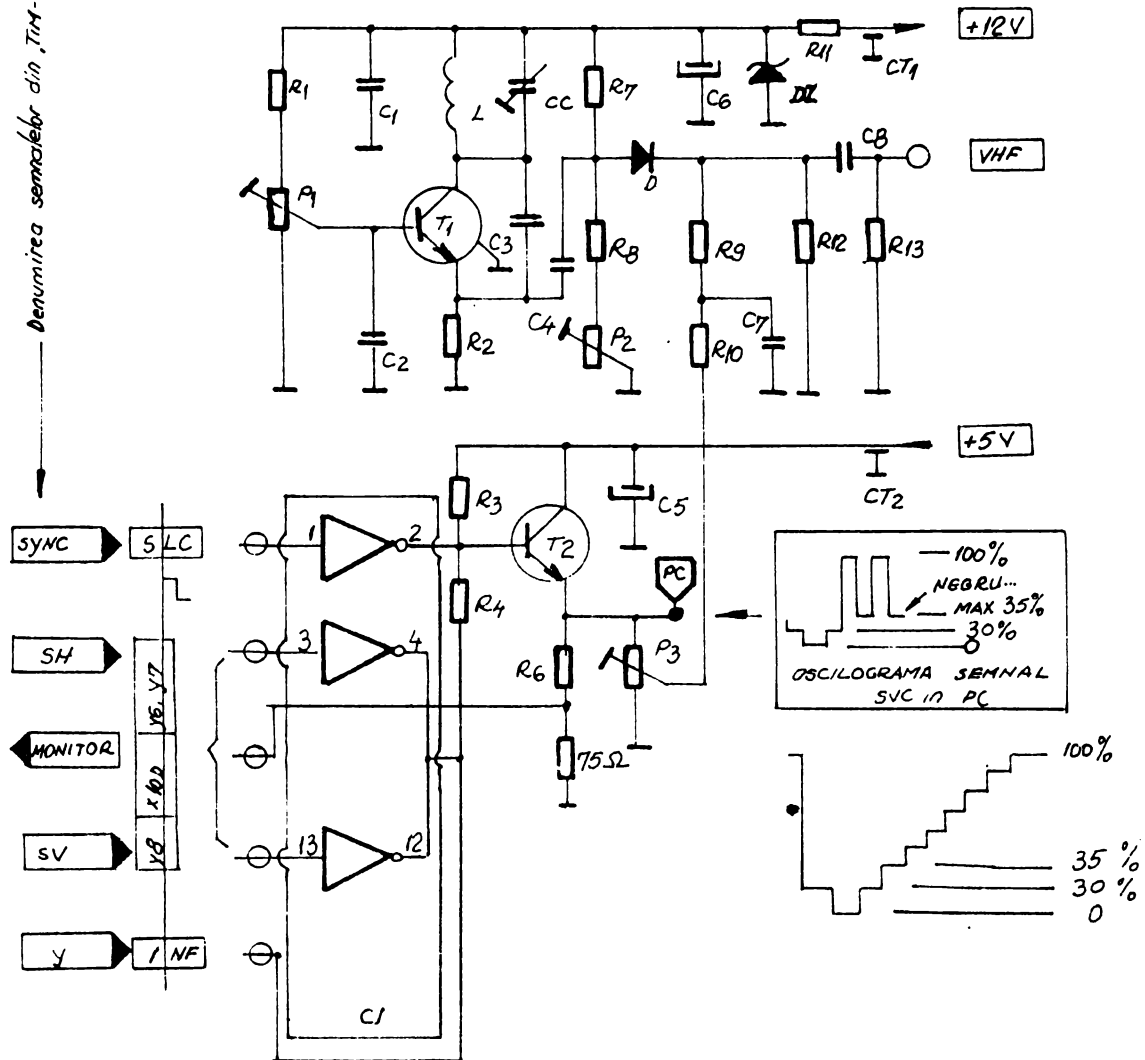 Denumirea semnalelor din „TIM-
+12V
R11
CT1
R1
C1
L
CC
R7
C6
DZ
C8
VHF
P1
T1
C3
D
R8
R9
R12
R13
C2
R2
C4
P2
R10
C7
+5V
CT2
R3
C5
SYNC
SLC
1
2
T2
PC
100%
NEGRU...
MAX 35%
30%
0
OSCILOGRAMA SEMNAL
SVC in PC
R4
SH
3
4
R6
P3
Y6, Y7
MONITOR
75Ω
100%
SV
Y8
13
12
35 %
30 %
0
Y
1 NF
CI